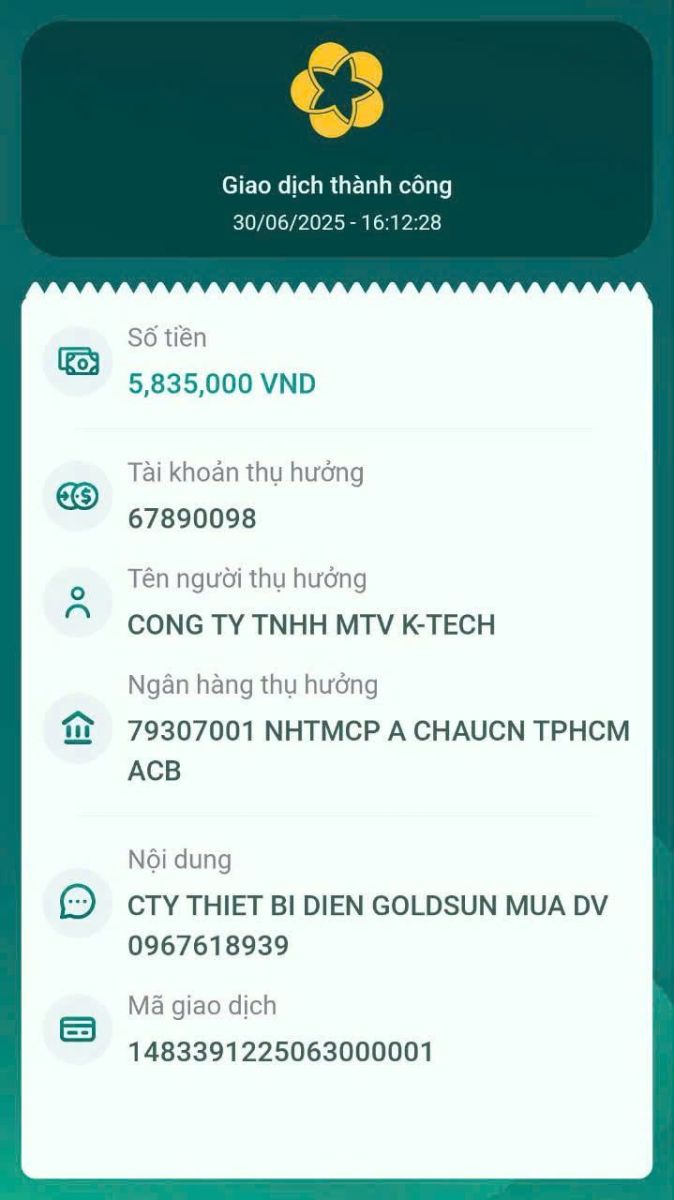 Giao dịch thành công
30/06/2025 - 16:12:28
Số tiền
5,835,000 VND
Tài khoản thụ hưởng
67890098
Tên người thụ hưởng
CONG TY TNHH MTV K-TECH
Ngân hàng thụ hưởng
79307001 NHTMCP A CHAUCN TPHCM
ACB
Nội dung
CTY THIET BI DIEN GOLDSUN MUA DV
0967618939
Mã giao dịch
1483391225063000001